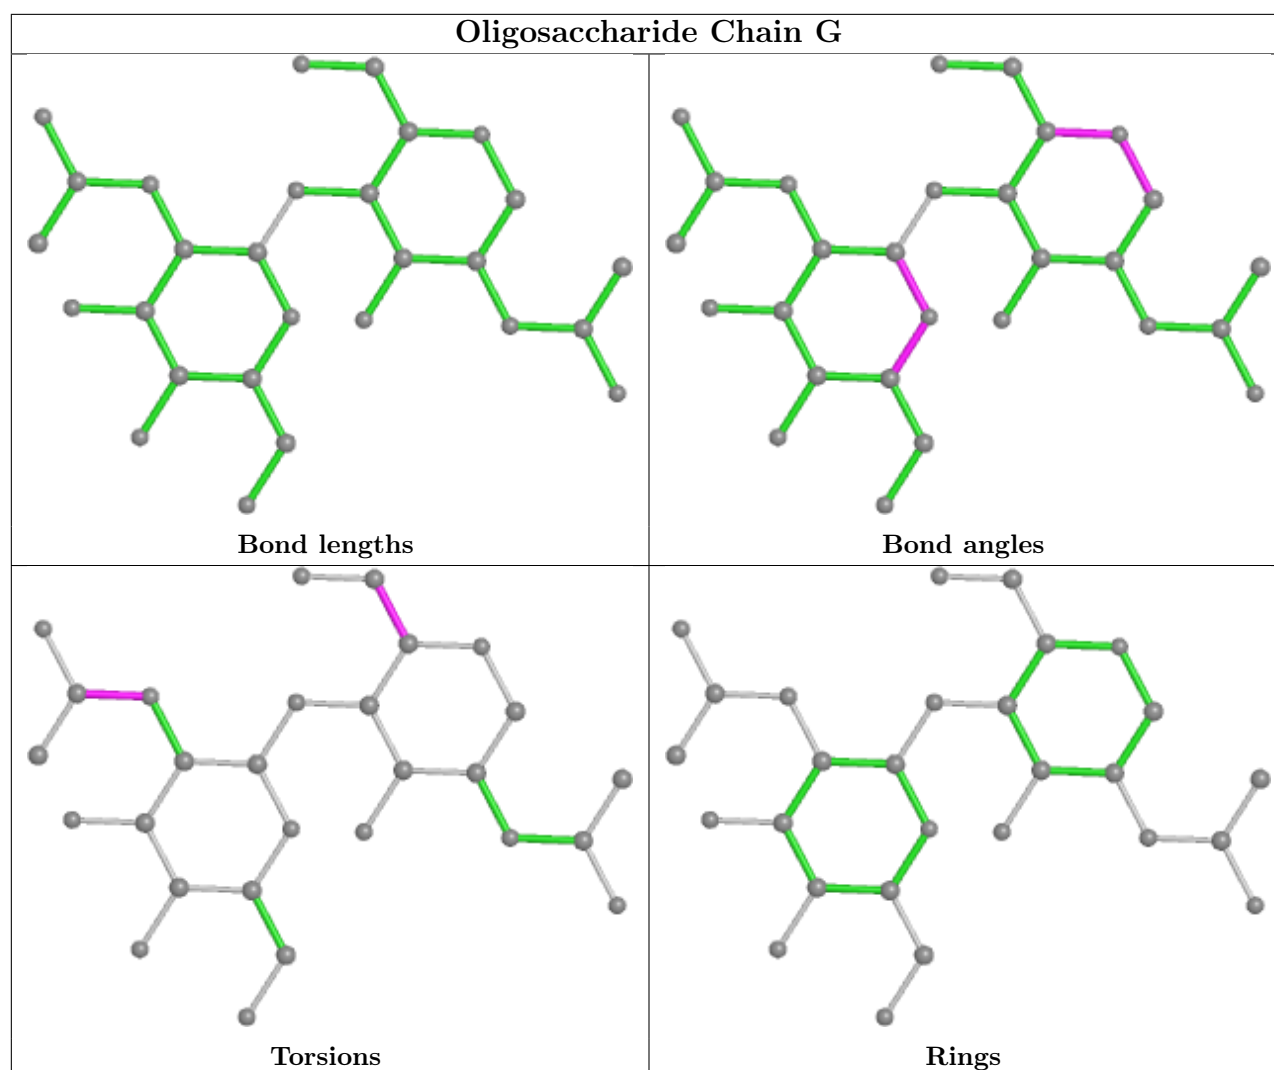 Oligosaccharide Chain G
Bond lengths
Bond angles
Torsions
Rings